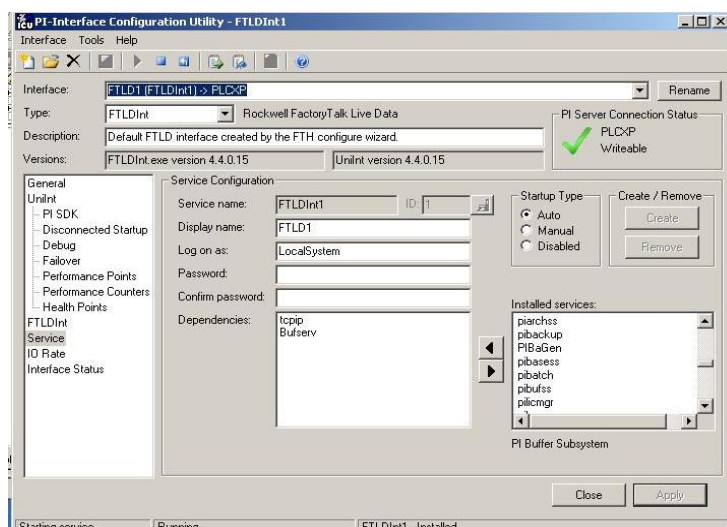 PI-Interface Configuration Utility - FTLDInt1
Interface Tools Help
Interface: FTLD1 (FTLDInt1) -> PLCXP Rename
Type: FTLDInt Rockwell FactoryTalk Live Data
PI Server Connection Status
PLCXP
Writeable
Description: Default FTLD interface created by the FTH configure wizard.
Versions: FTLDInt.exe version 4.4.0.15 UniInt version 4.4.0.15
General
UniInt
PI SDK
Disconnected Startup
Debug
Failover
Performance Points
Performance Counters
Health Points
FTLDInt
Service
IO Rate
Interface Status
Service Configuration
Service name: FTLDInt1 ID: 1
Display name: FTLD1
Log on as: LocalSystem
Password:
Confirm password:
Dependencies: tcpip
Bufserv
Startup Type
Auto
Manual
Disabled
Create / Remove
Create
Remove
Installed services:
piarchss
pibackup
PIBaGen
pibasess
pibatch
pibufss
pilicmgr
PI Buffer Subsystem
Close Apply
Starting service Running FTLDInt1 - Installed